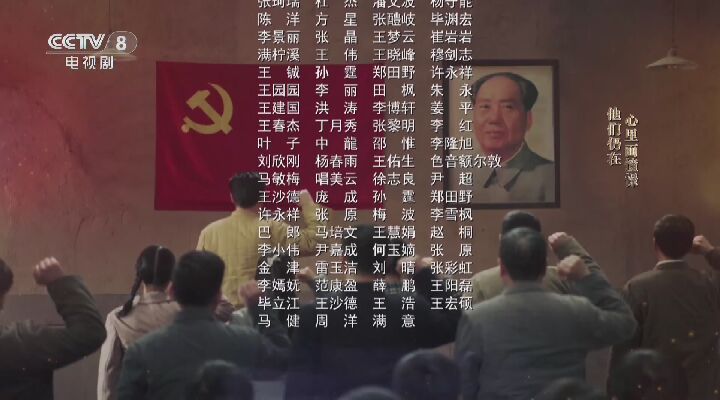 CCTV 8
电视剧
陈洋 方星 张醴岐 毕渊宏
李景丽 张晶 王梦云 崔岩岩
满柠溪 王伟 王晓峰 穆剑志
王铖 孙霆 郑田野 许永祥
王园园 李丽 田枫 朱永
王建国 洪涛 李博轩 姜平
王春杰 丁月秀 张黎明 李红
叶子 中龍 邵惟 李隆旭
刘欣刚 杨春雨 王佑生 色音额尔敦
马敏梅 唱美云 徐志良 尹超
王沙德 庞成 孙霆 郑田野
许永祥 张原 梅波 李雪枫
巴郎 马培文 王慧娟 赵桐
李小伟 尹嘉成 何玉嫡 张原
金津 雷玉洁 刘晴 张彩虹
李嫣妩 范康盈 薛鹏 王阳磊
毕立江 王沙德 王浩 王宏硕
马健 周洋 满意
心里面
他们仍在